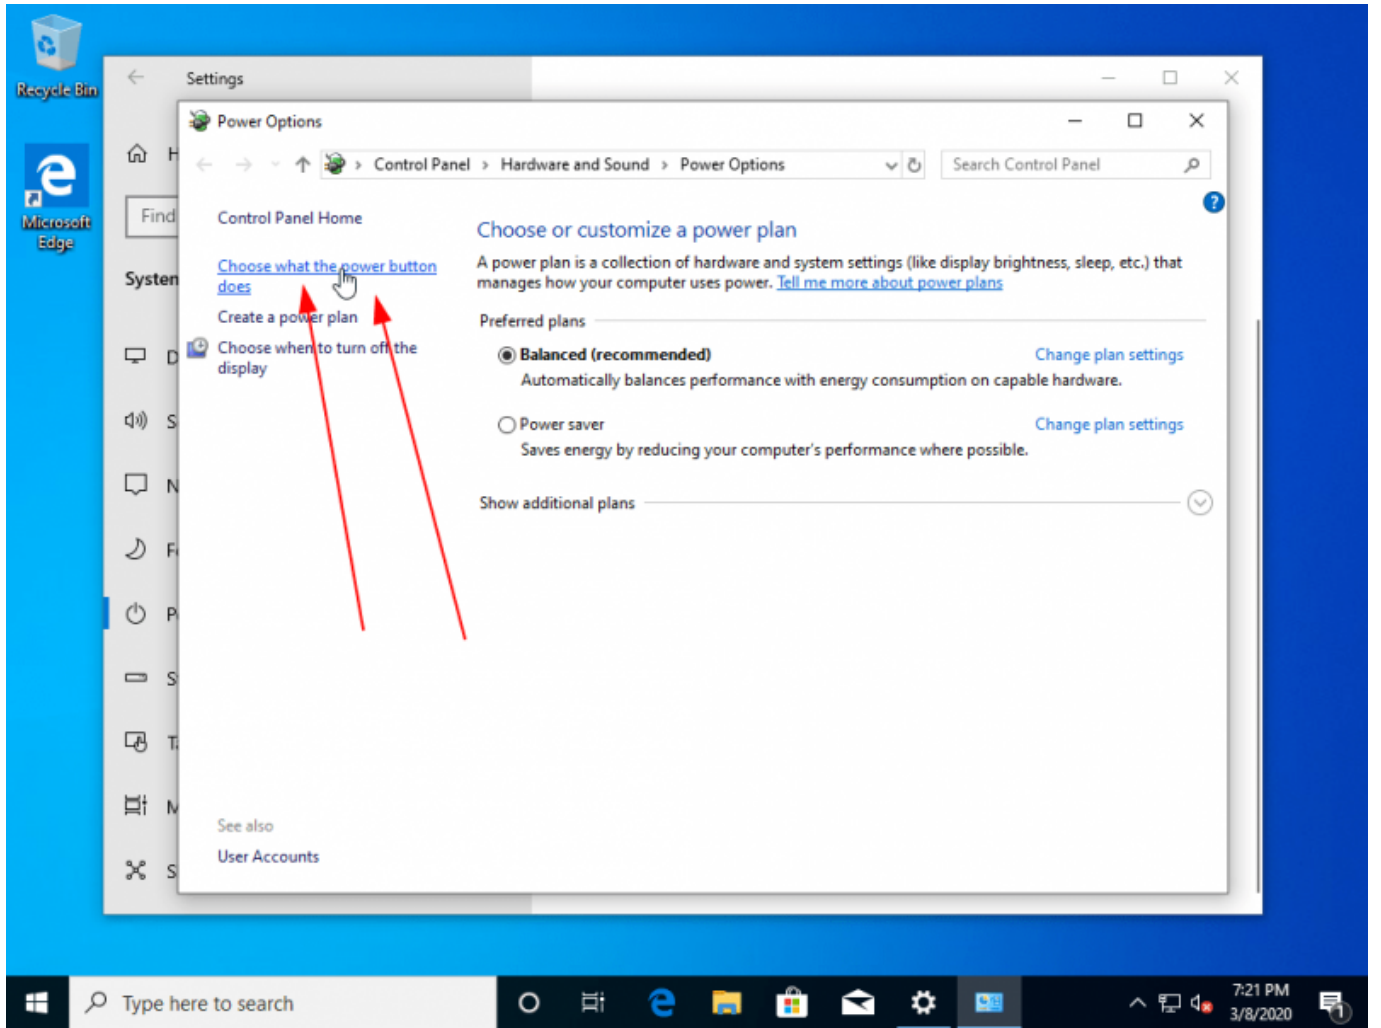 Recycle Bin
Microsoft
Edge
Settings
Find
System
Power Options
Control Panel > Hardware and Sound > Power Options
Search Control Panel
Control Panel Home
Choose what the power button
does
Create a power plan
Choose when to turn off the
display
See also
User Accounts
?
Choose or customize a power plan
A power plan is a collection of hardware and system settings (like display brightness, sleep, etc.) that
manages how your computer uses power. Tell me more about power plans
Preferred plans
Balanced (recommended) Change plan settings
Automatically balances performance with energy consumption on capable hardware.
Power saver Change plan settings
Saves energy by reducing your computer's performance where possible.
Show additional plans
Type here to search
7:21 PM
3/8/2020
1